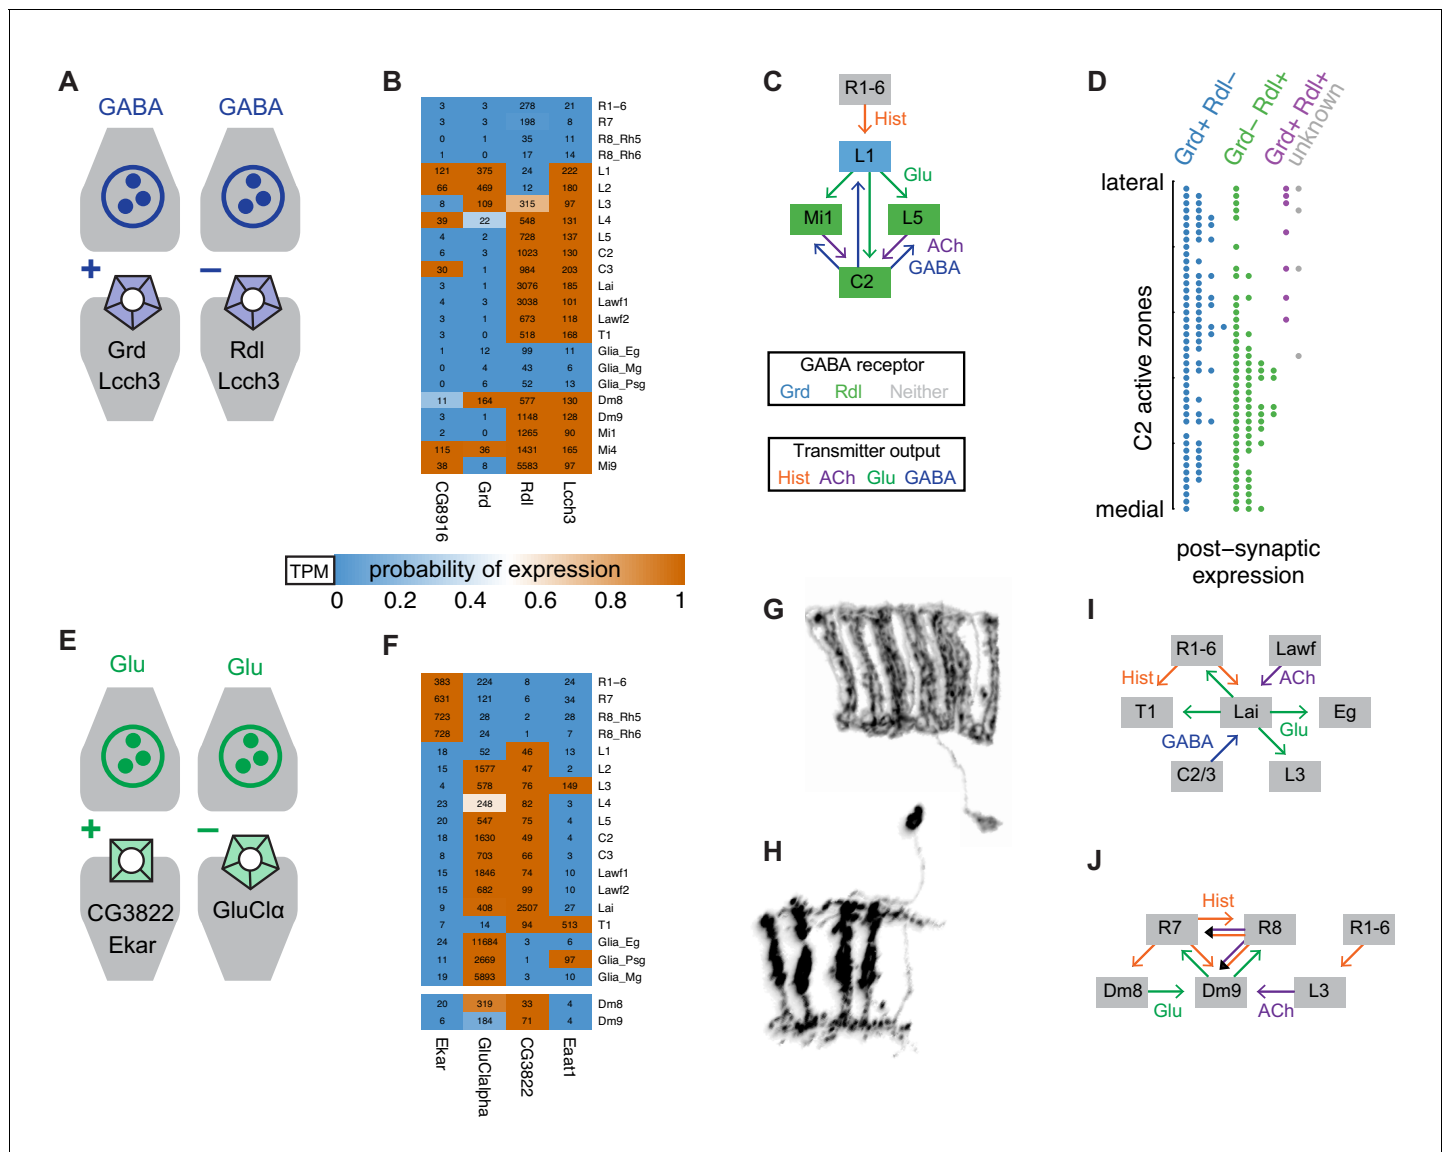 A
GABA GABA
+ −
Grd Rdl
Lcch3 Lcch3
B
3 3 278 21 R1−6
3 3 198 8 R7
0 1 35 11 R8_Rh5
1 0 17 14 R8_Rh6
121 375 24 222 L1
66 469 12 180 L2
8 109 315 97 L3
39 22 548 131 L4
4 2 728 137 L5
6 3 1023 130 C2
30 1 984 203 C3
3 1 3076 185 Lai
4 3 3038 101 Lawf1
3 1 673 118 Lawf2
3 0 518 168 T1
1 12 99 11 Glia_Eg
0 4 43 6 Glia_Mg
0 6 52 13 Glia_Psg
11 164 577 130 Dm8
3 1 1148 128 Dm9
2 0 1265 90 Mi1
115 36 1431 165 Mi4
38 8 5583 97 Mi9
CG8916 Grd Rdl Lcch3
TPM probability of expression
0 0.2 0.4 0.6 0.8 1
C
R1-6
Hist
L1
Glu
Mi1 L5
ACh
GABA
C2
GABA receptor
Grd Rdl Neither
Transmitter output
Hist ACh Glu GABA
D
Grd+ Rdl−
Grd− Rdl+
Grd+ Rdl+
unknown
lateral
C2 active zones
medial
post−synaptic
expression
E
Glu Glu
+ −
CG3822 GluClα
Ekar
F
383 224 8 24 R1−6
631 121 6 34 R7
723 28 2 28 R8_Rh5
728 24 1 7 R8_Rh6
18 52 46 13 L1
15 1577 47 2 L2
4 578 76 149 L3
23 248 82 3 L4
20 547 75 4 L5
18 1630 49 4 C2
8 703 66 3 C3
15 1846 74 10 Lawf1
15 682 99 10 Lawf2
9 408 2507 27 Lai
7 14 94 513 T1
24 11684 3 6 Glia_Eg
11 2669 1 97 Glia_Psg
19 5893 3 10 Glia_Mg
20 319 33 4 Dm8
6 184 71 4 Dm9
Ekar GluClalpha CG3822 Eaat1
G
H
I
R1-6 Lawf
Hist ACh
T1 Lai Eg
GABA Glu
C2/3 L3
J
Hist
R7 R8 R1-6
Dm8 Dm9 L3
Glu ACh